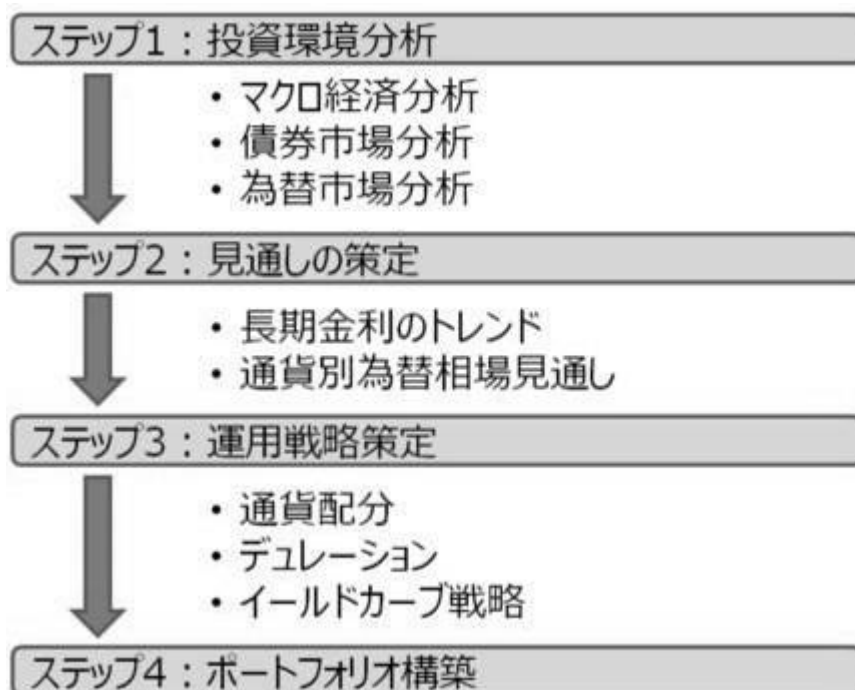 ステップ1：投資環境分析
・マクロ経済分析
・債券市場分析
・為替市場分析
ステップ2：見通しの策定
・長期金利のトレンド
・通貨別為替相場見通し
ステップ3：運用戦略策定
・通貨配分
・デュレーション
・イールドカーブ戦略
ステップ4：ポートフォリオ構築